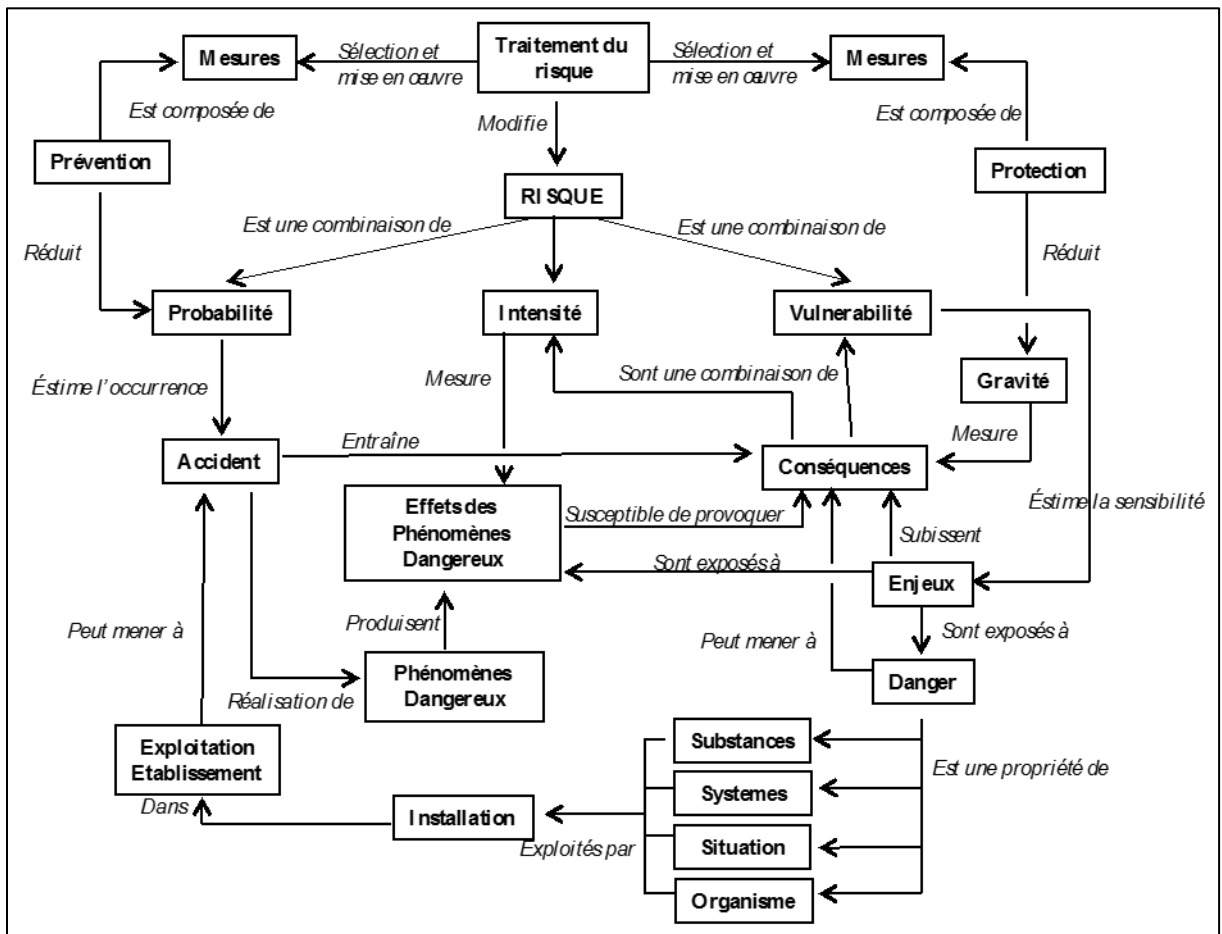 Mesures
Sélection et
mise en œuvre
Traitement du
risque
Sélection et
mise en œuvre
Mesures
Est composée de
Modifie
Est composée de
Prévention
Protection
RISQUE
Est une combinaison de
Est une combinaison de
Réduit
Réduit
Probabilité
Intensité
Vulnerabilité
Éstime l'occurrence
Mesure
Sont une combinaison de
Gravité
Mesure
Accident
Entraîne
Conséquences
Effets des
Phénomènes
Dangereux
Susceptible de provoquer
Éstime la sensibilité
Subissent
Sont exposés à
Enjeux
Peut mener à
Produisent
Peut mener à
Sont exposés à
Phénomènes
Dangereux
Réalisation de
Danger
Exploitation
Etablissement
Substances
Est une propriété de
Dans
Installation
Systemes
Exploités par
Situation
Organisme